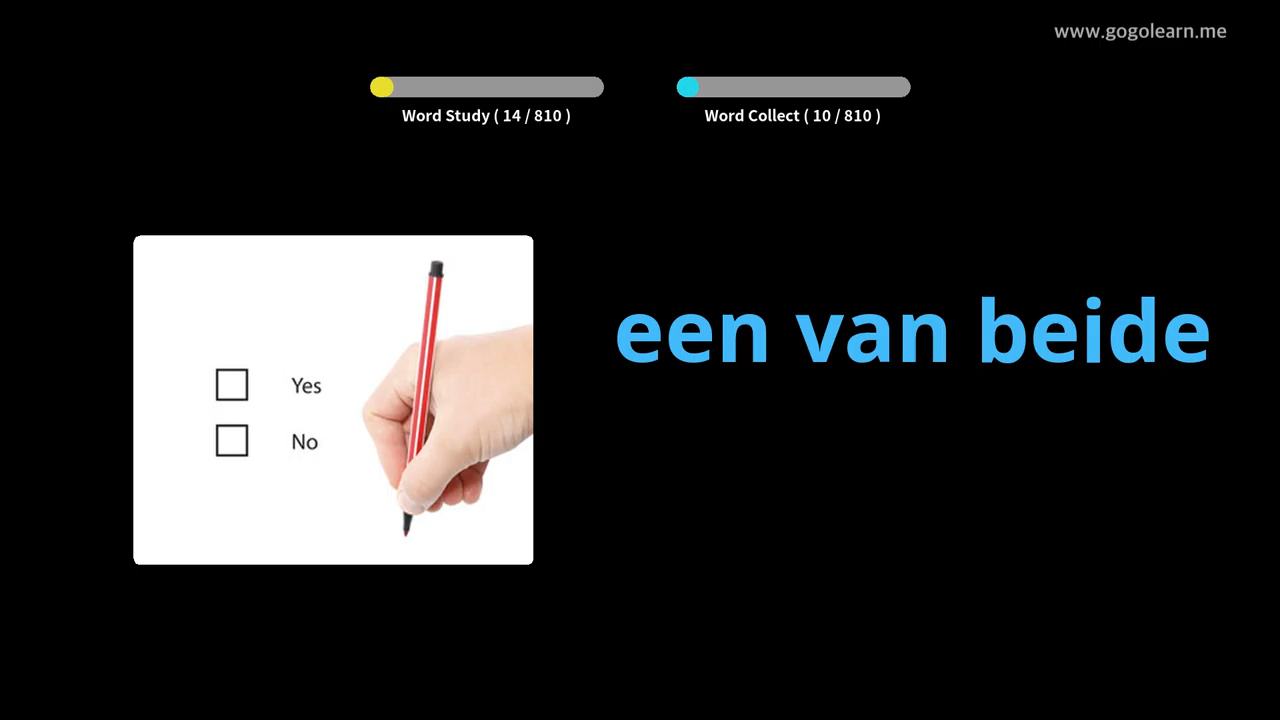 www.gogolearn.me
Word Study ( 14 / 810 )
Word Collect ( 10 / 810 )
Yes
No
een van beide